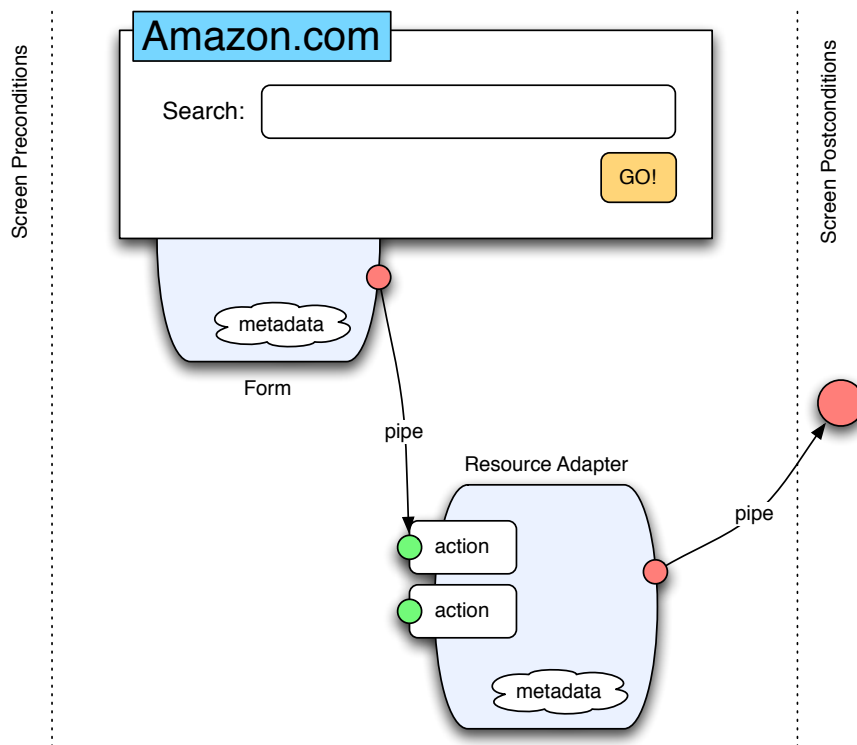 Screen Preconditions
Amazon.com
Search:
GO!
metadata
Form
pipe
Resource Adapter
action
action
metadata
pipe
Screen Postconditions